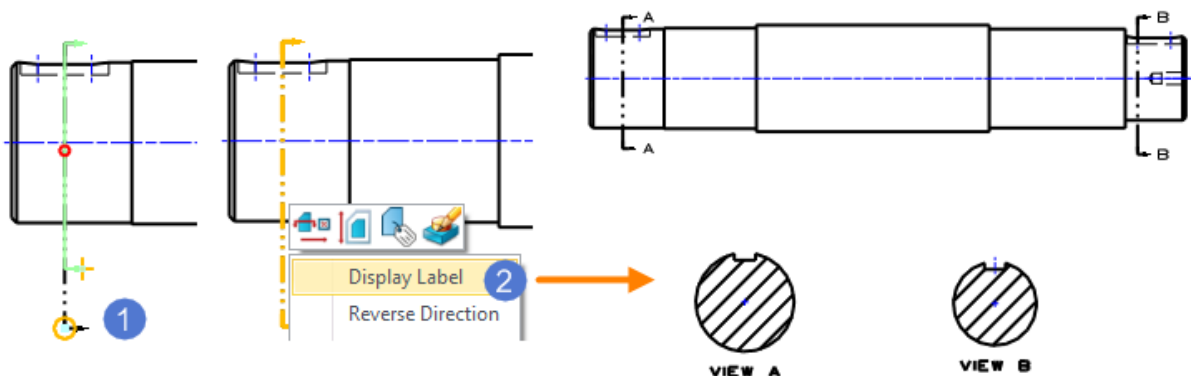 A
B
A
B
1
Display Label 2
Reverse Direction
VIEW A
VIEW B